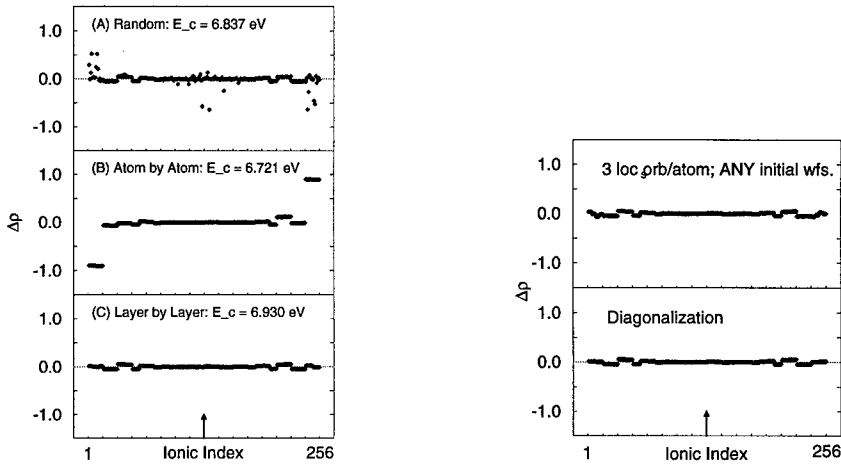 (A) Random: E_c = 6.837 eV
1.0
0.0
-1.0
(B) Atom by Atom: E_c = 6.721 eV
1.0
0.0
-1.0
Δρ
(C) Layer by Layer: E_c = 6.930 eV
1.0
0.0
-1.0
1 Ionic Index 256
3 loc. orb/atom; ANY initial wfs.
1.0
0.0
-1.0
Δρ
Diagonalization
1.0
0.0
-1.0
1 Ionic Index 256